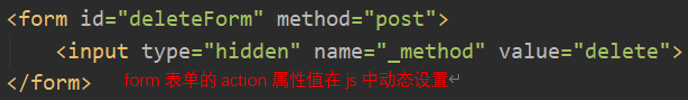 <form id="deleteForm" method="post">
    <input type="hidden" name="_method" value="delete">
</form> form 表单的 action 属性值在 js 中动态设置↵